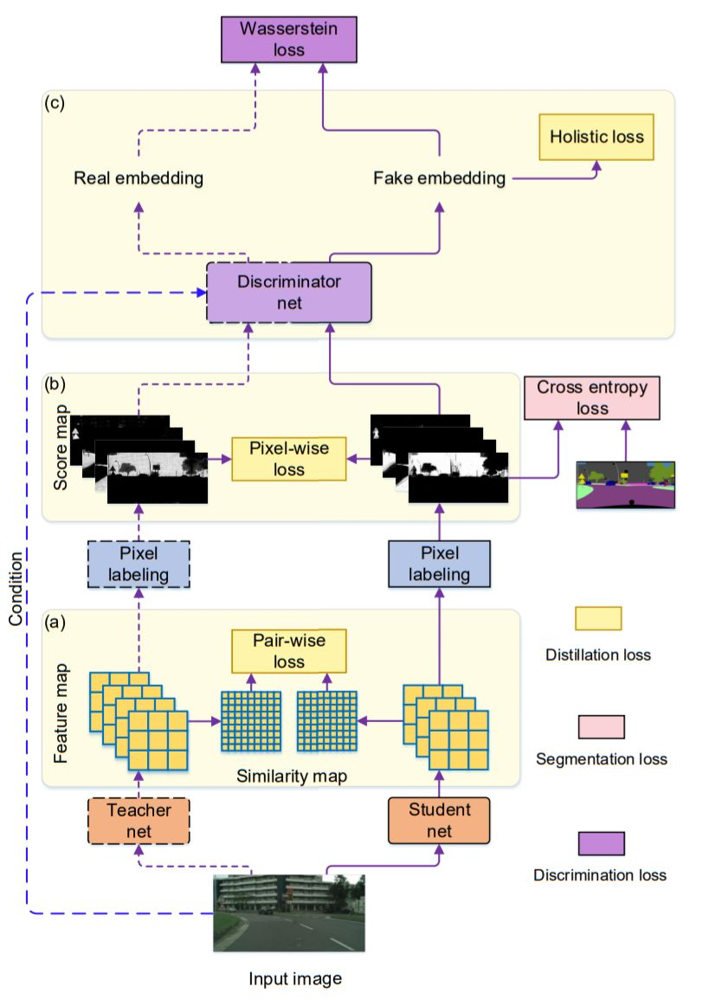 Wasserstein
loss
(c)
Holistic loss
Real embedding
Fake embedding
Discriminator
net
(b)
Cross entropy
loss
Score map
Pixel-wise
loss
Pixel
labeling
Pixel
labeling
Condition
(a)
Pair-wise
loss
Distillation loss
Feature map
Similarity map
Segmentation loss
Teacher
net
Student
net
Discrimination loss
Input image